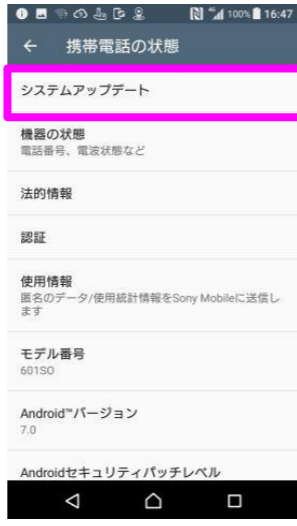 100% 16:47
携帯電話の状態
システムアップデート
機器の状態
電話番号、電波状態など
法的情報
認証
使用情報
匿名のデータ/使用統計情報をSony Mobileに送信し
ます
モデル番号
601SO
Android™バージョン
7.0
Androidセキュリティパッチレベル